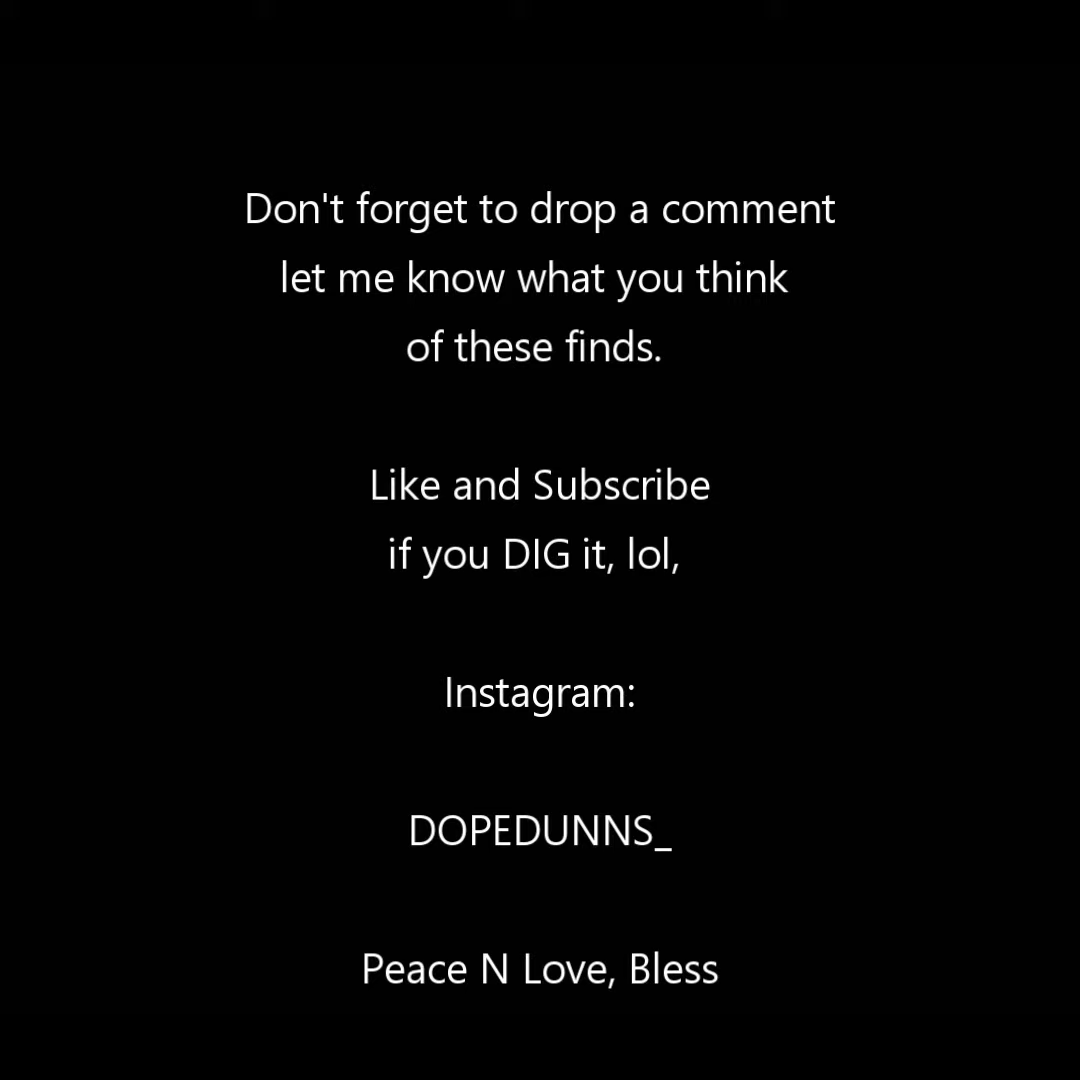 Don't forget to drop a comment
let me know what you think
of these finds.
Like and Subscribe
if you DIG it, lol,
Instagram:
DOPEDUNNS_
Peace N Love, Bless